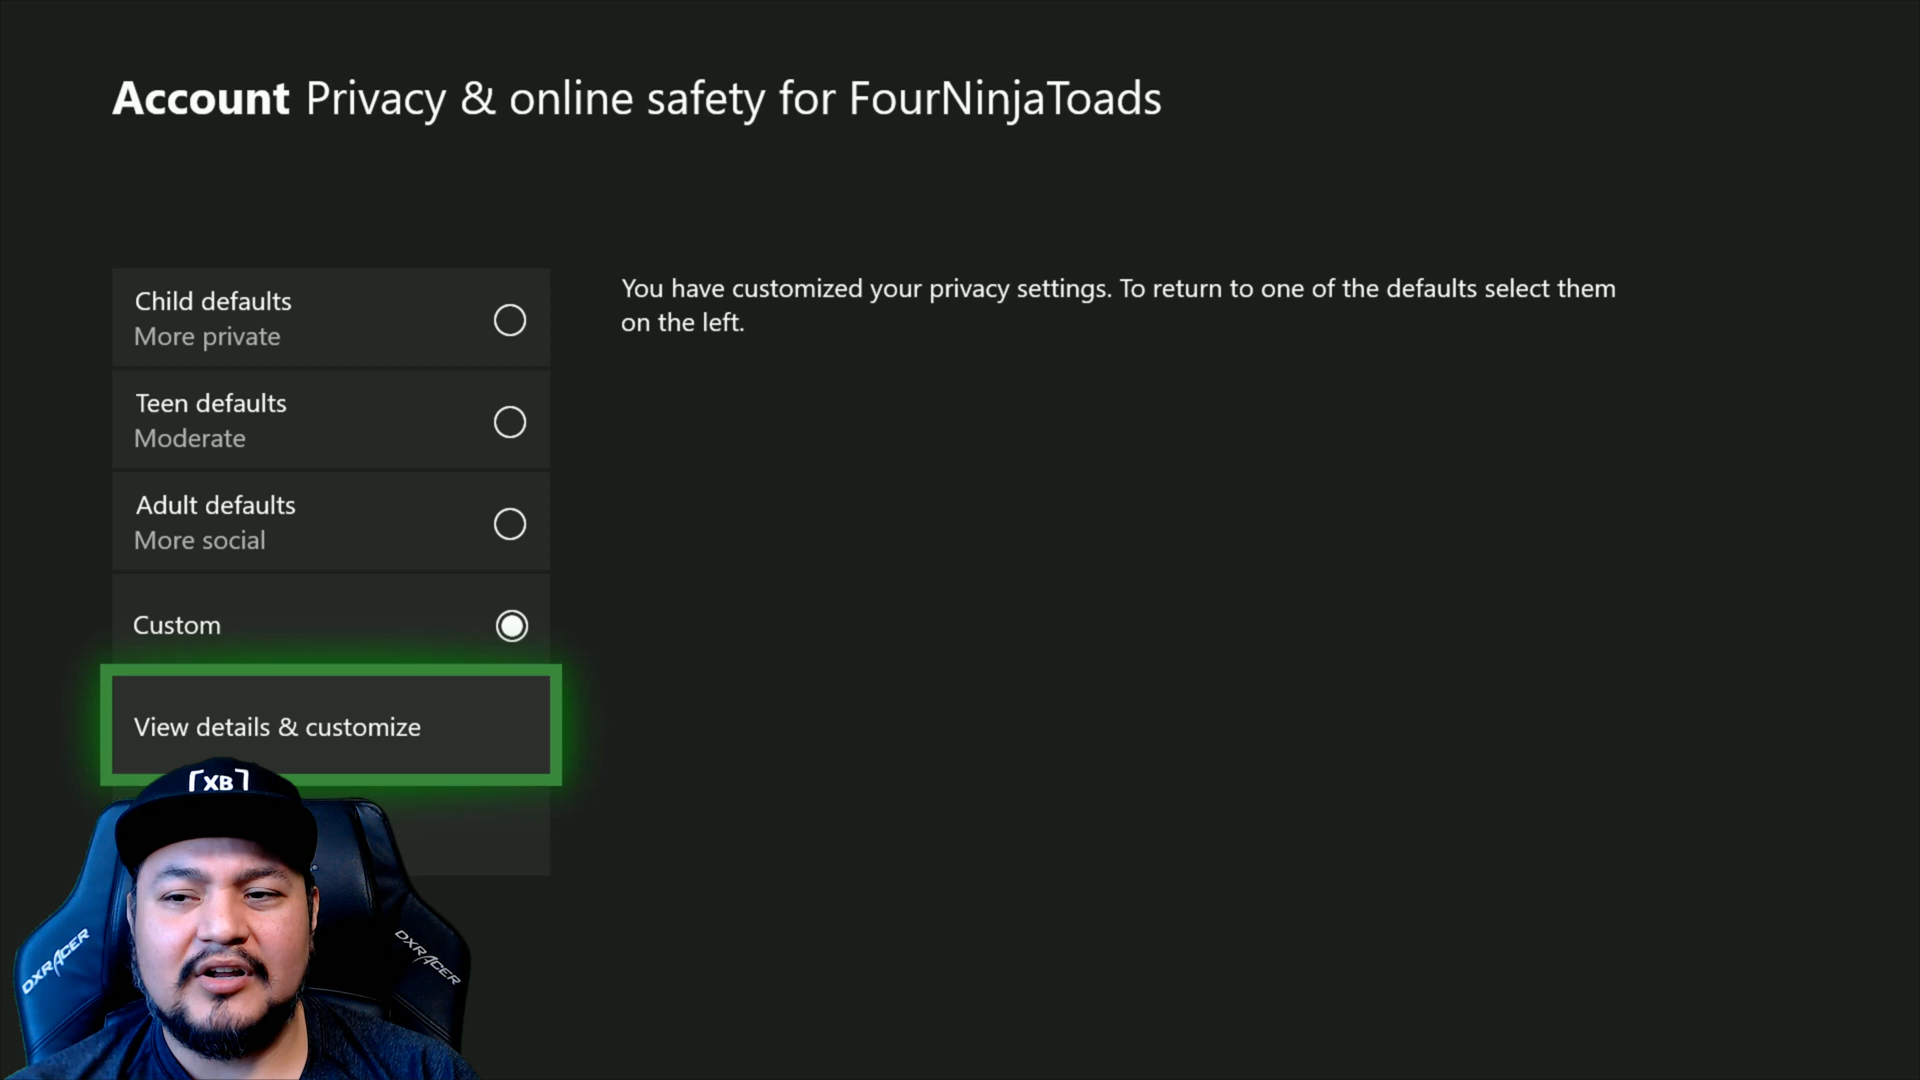 Account Privacy & online safety for FourNinjaToads
Child defaults
More private
You have customized your privacy settings. To return to one of the defaults select them
on the left.
Teen defaults
Moderate
Adult defaults
More social
Custom
View details & customize
[XB]
DXRACER
DXRACER